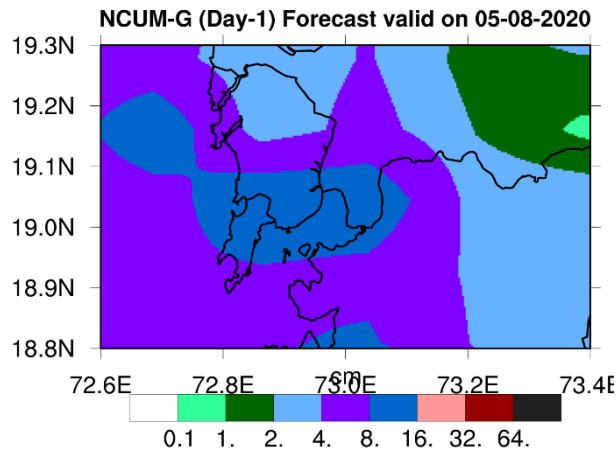 NCUM-G (Day-1) Forecast valid on 05-08-2020
19.3N
19.2N
19.1N
19.0N
18.9N
18.8N
72.6E 72.8E 73.0E 73.2E 73.4E
0.1 1. 2. 4. 8. 16. 32. 64.